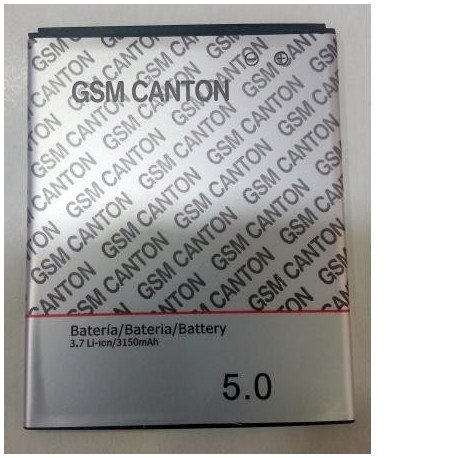 GSM CANTON
Batería/Bateria/Battery
3.7 Li-ion/3150mAh
5.0